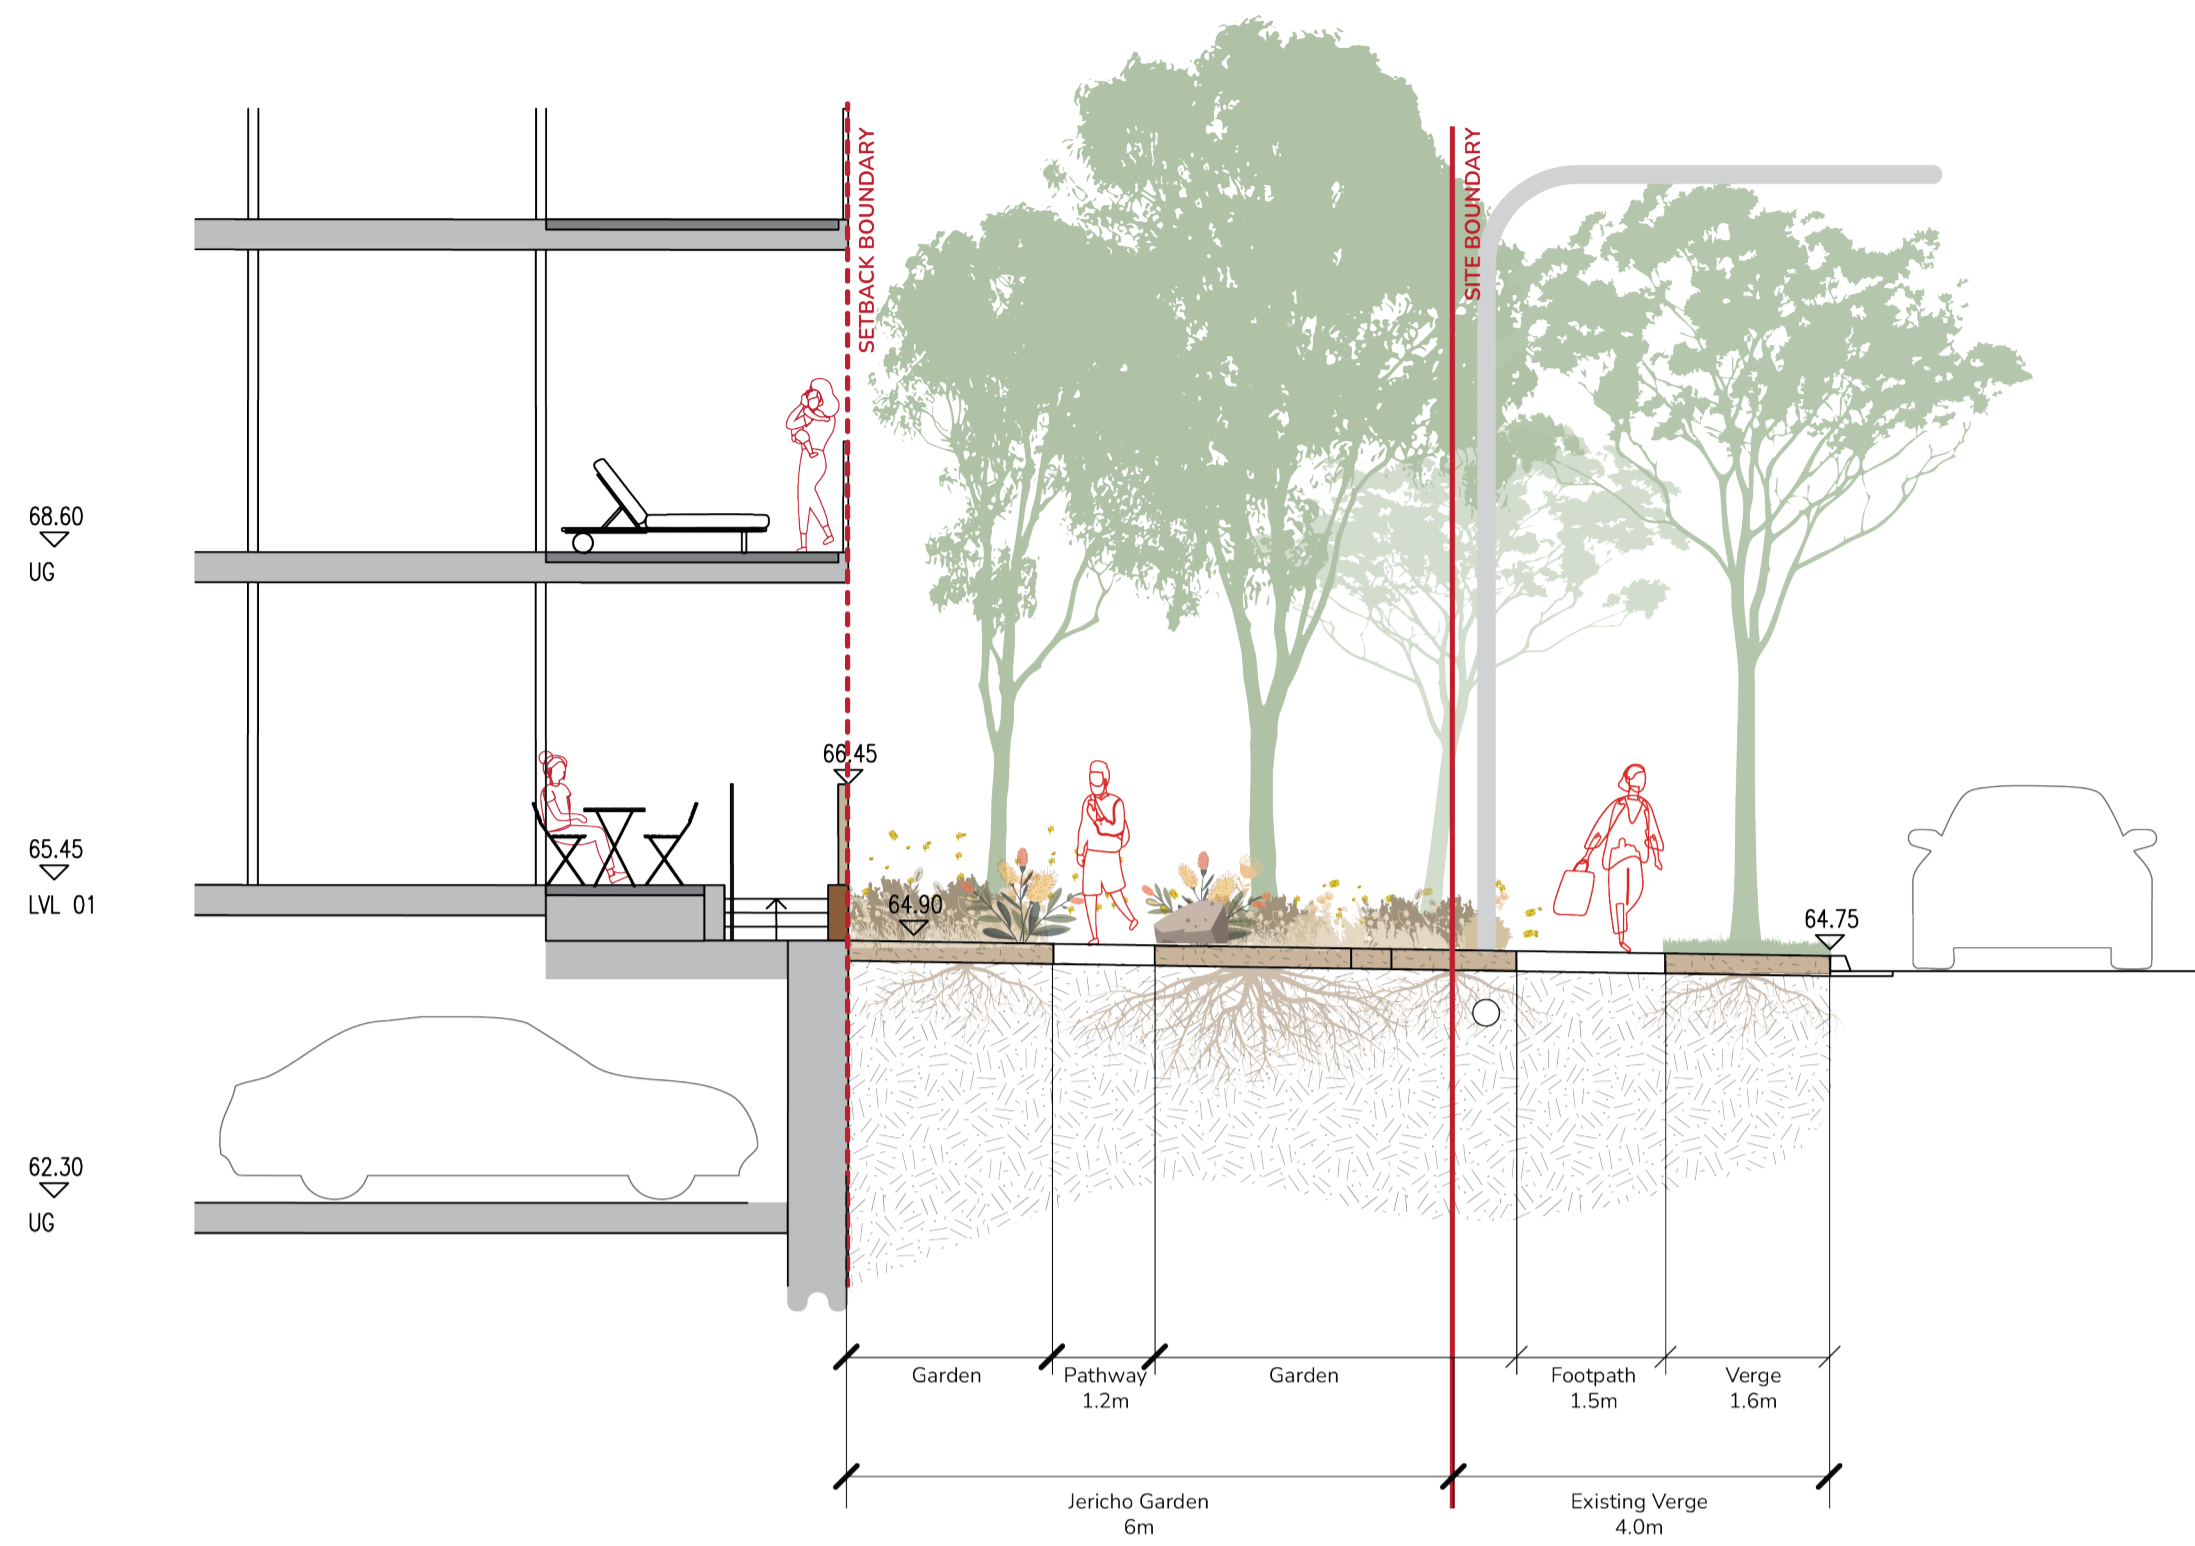 SETBACK BOUNDARY
SITE BOUNDARY
68.60
UG
66.45
65.45
LVL 01
64.90
64.75
62.30
UG
Garden
Pathway
1.2m
Garden
Footpath
1.5m
Verge
1.6m
Jericho Garden
6m
Existing Verge
4.0m